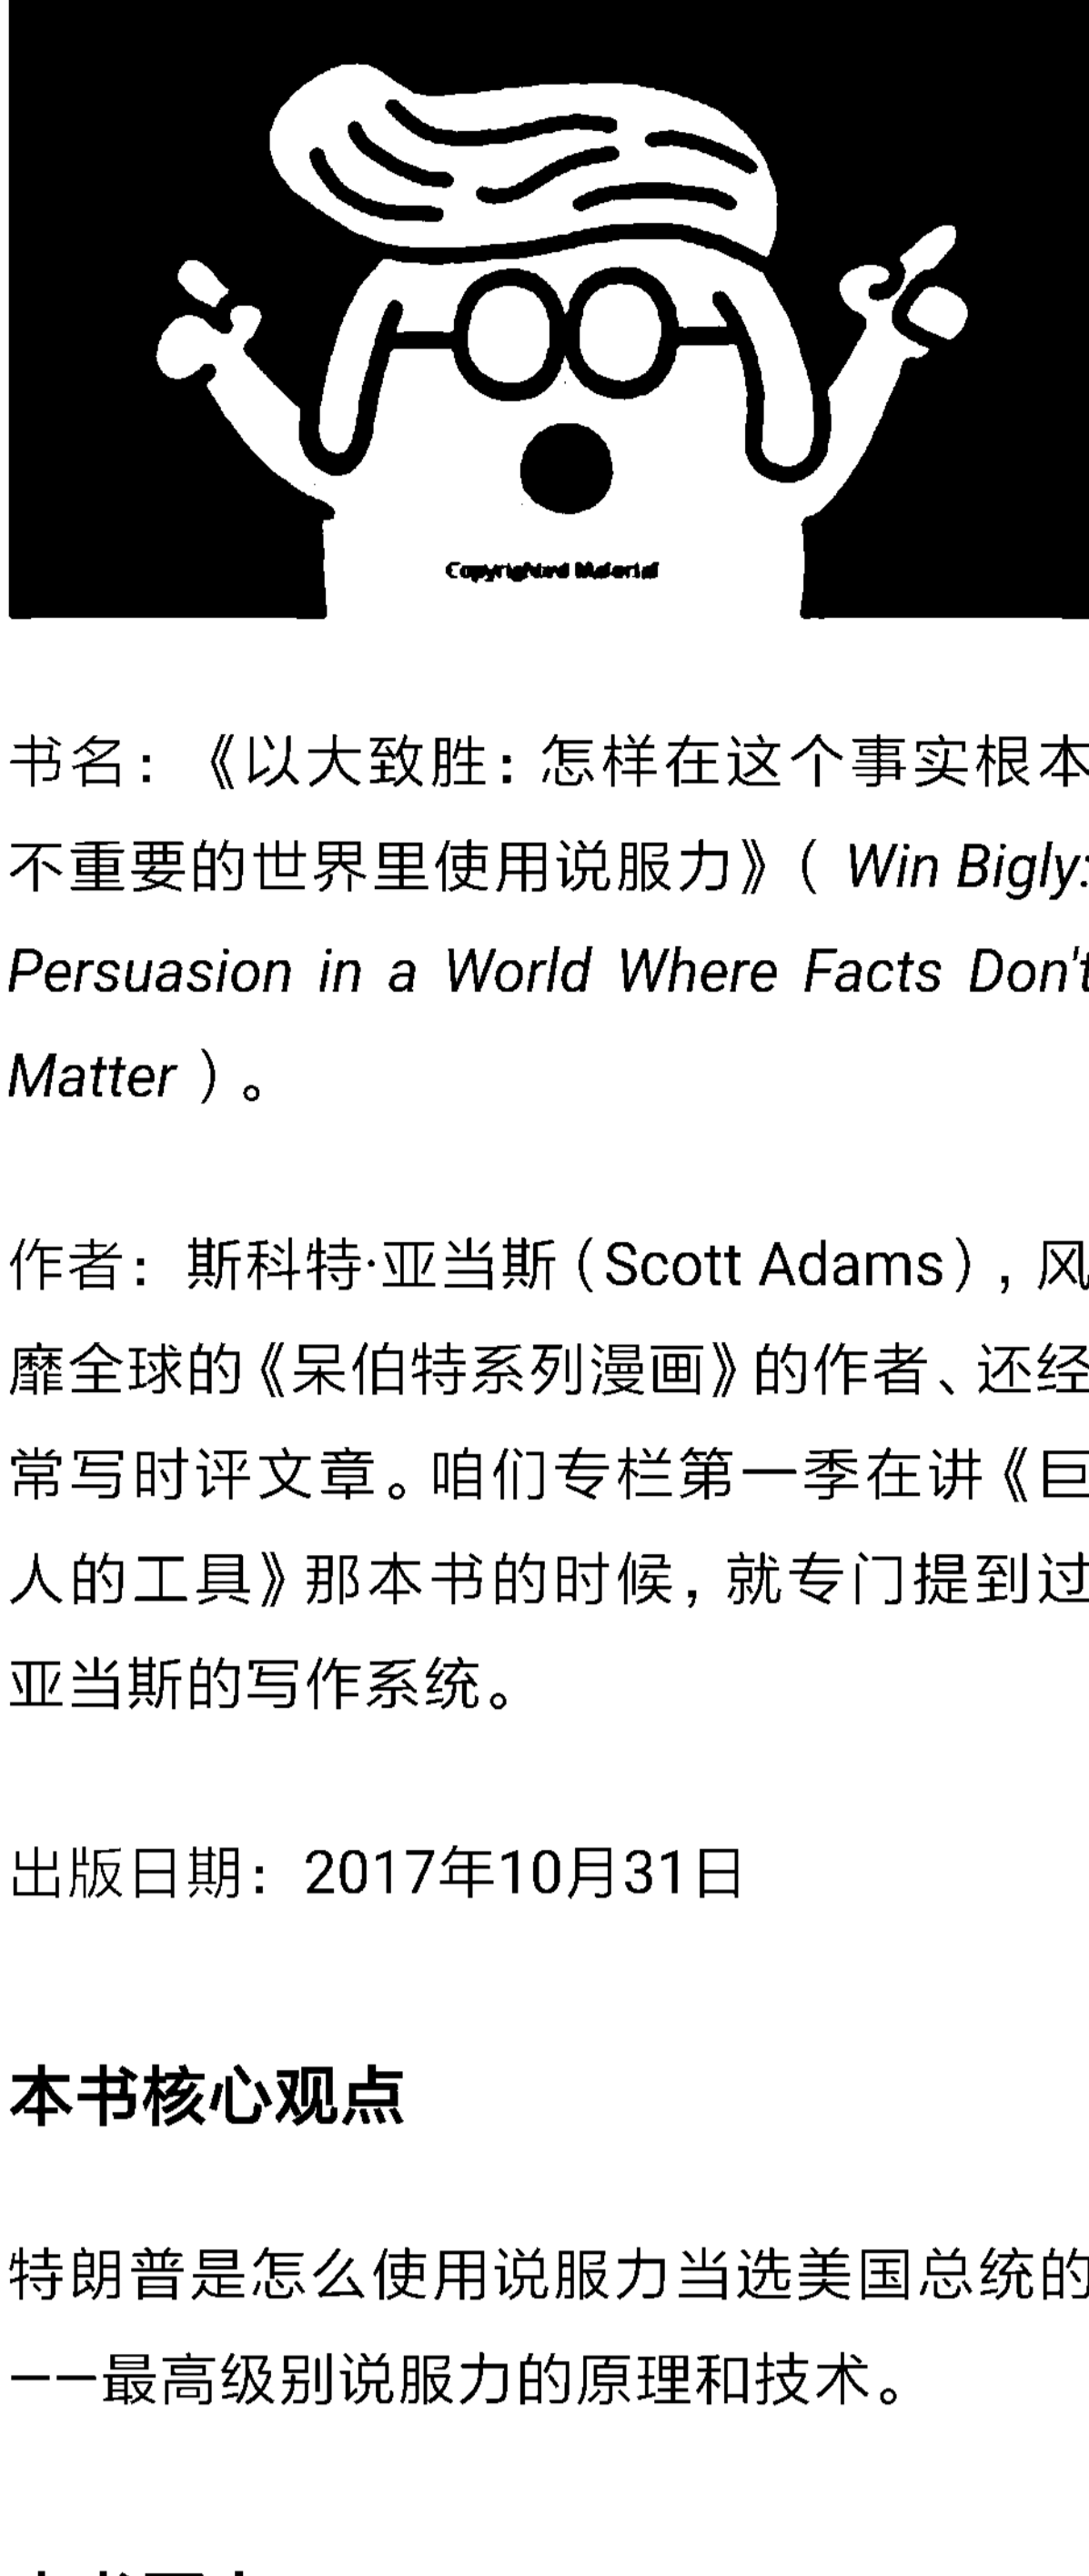 Copyrighted Material
书名：《以大致胜：怎样在这个事实根本
不重要的世界里使用说服力》（ Win Bigly:
Persuasion in a World Where Facts Don't
Matter ）。
作者：斯科特·亚当斯（Scott Adams），风
靡全球的《呆伯特系列漫画》的作者、还经
常写时评文章。咱们专栏第一季在讲《巨
人的工具》那本书的时候，就专门提到过
亚当斯的写作系统。
出版日期：2017年10月31日
本书核心观点
特朗普是怎么使用说服力当选美国总统的
——最高级别说服力的原理和技术。